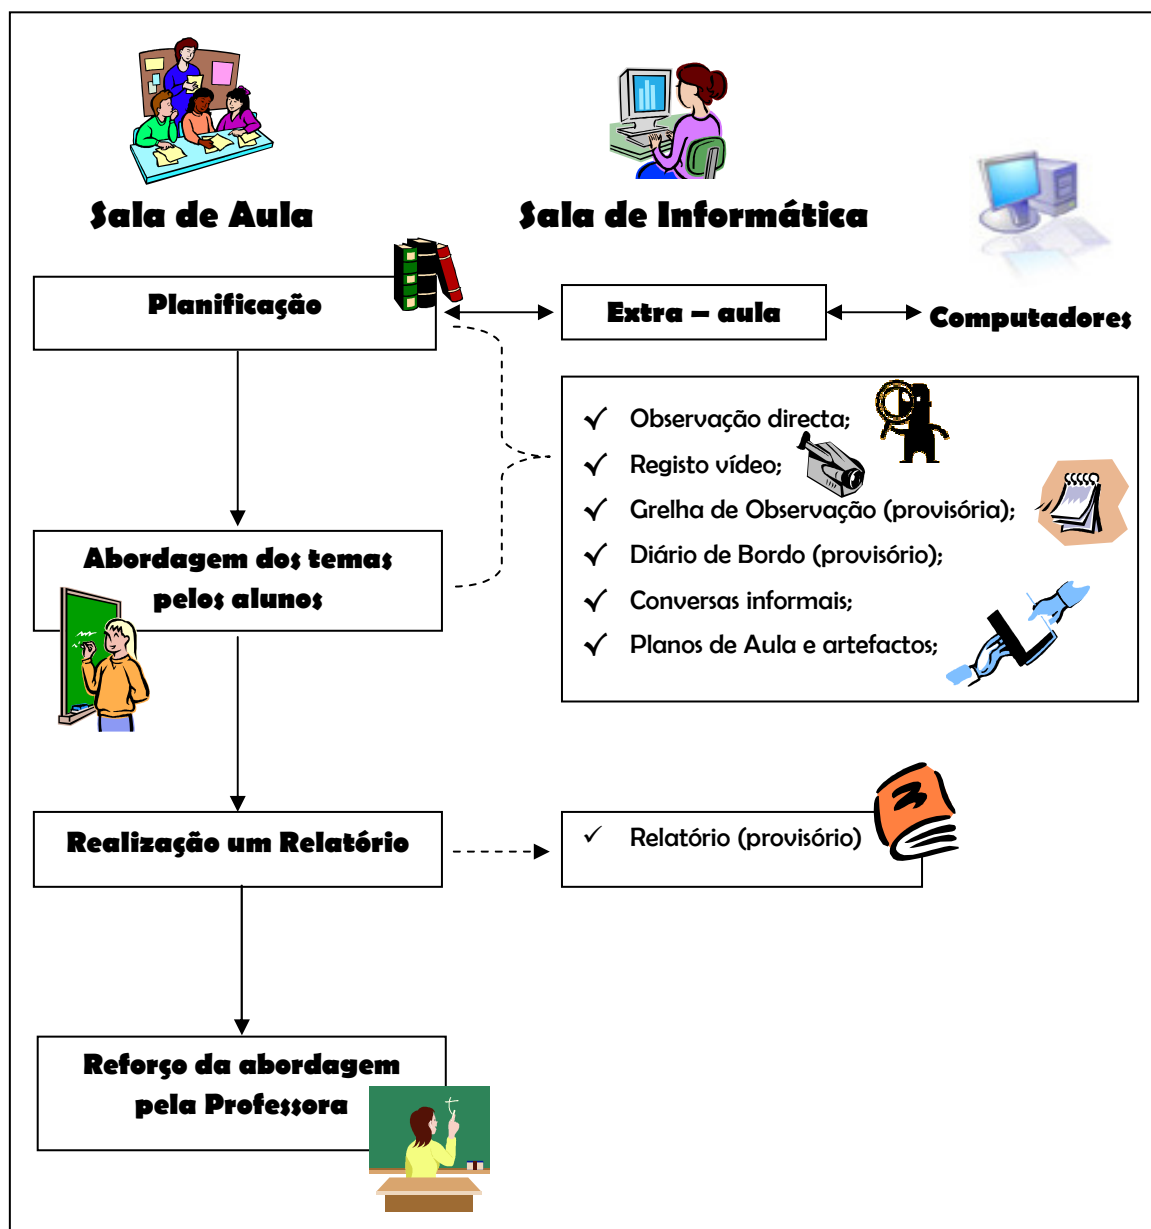 Sala de Aula
Sala de Informática
Planificação
Extra – aula
Computadores
Observação directa;
Registo vídeo;
Grelha de Observação (provisória);
Diário de Bordo (provisório);
Conversas informais;
Planos de Aula e artefactos;
Abordagem dos temas
pelos alunos
Realização um Relatório
Relatório (provisório)
3
Reforço da abordagem
pela Professora
t